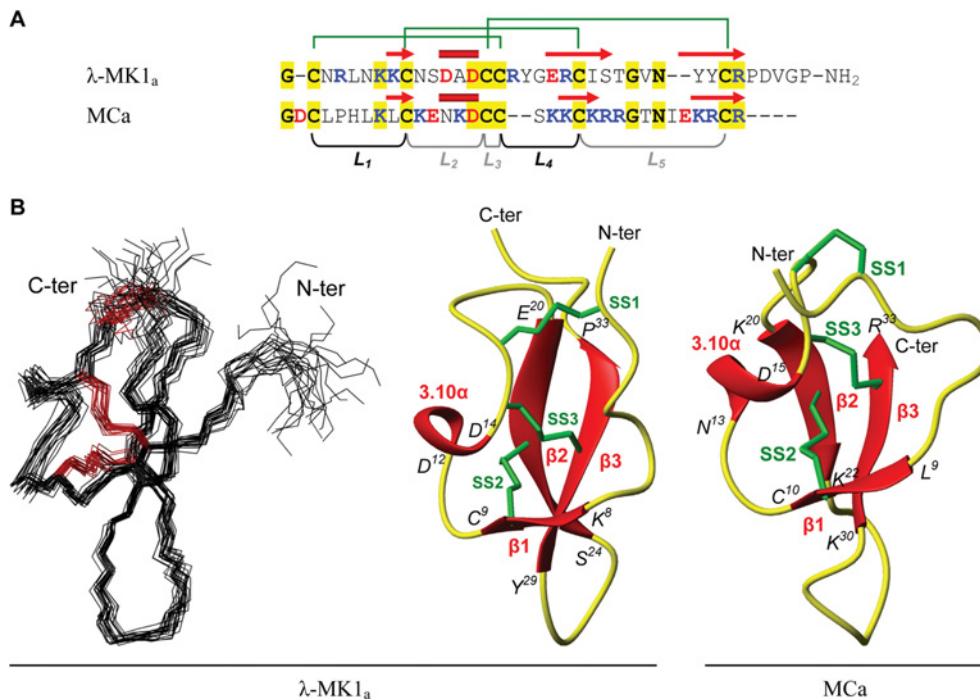 A
λ-MK1a G-CNRLNKKCNSDADCCRYGERCISTGVN--YYCRPDVGP-NH2
MCa GDCLPHLKLCKENKDCC--SKKCKRRGTNIEKRCR----
L1 L2 L3 L4 L5
B
C-ter
N-ter
C-ter
N-ter
SS1
E20
P33
3.10α
D14
SS3
D12
β2
β3
SS2
C9
K8
β1
S24
Y29
N-ter
SS1
K20
SS3
R33
3.10α
D15
C-ter
β2
β3
N13
SS2
K22
L9
C10
β1
K30
λ-MK1a
MCa